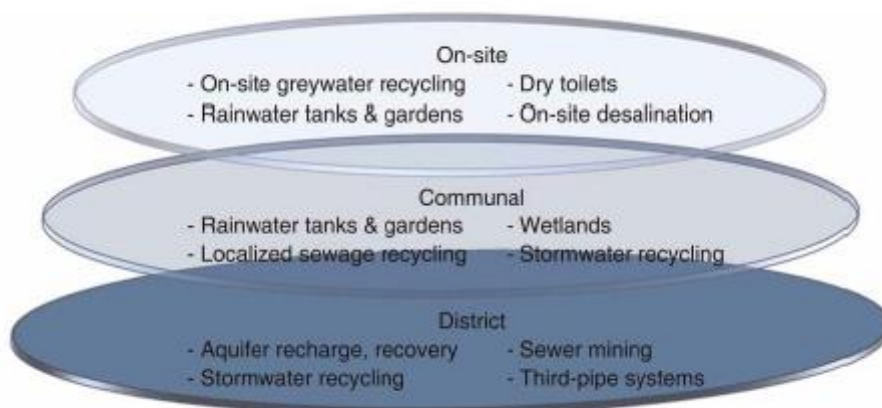 On-site
- On-site greywater recycling - Dry toilets
- Rainwater tanks & gardens - On-site desalination
Communal
- Rainwater tanks & gardens - Wetlands
- Localized sewage recycling - Stormwater recycling
District
- Aquifer recharge, recovery - Sewer mining
- Stormwater recycling - Third-pipe systems